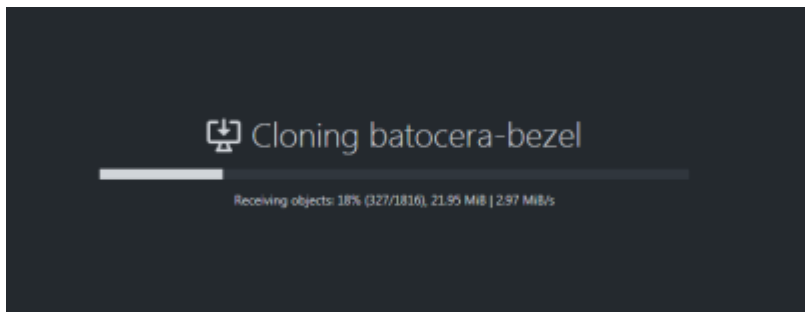 Cloning batocera-bezel
Receiving objects: 18% (327/1816), 21.95 MiB | 2.97 MiB/s